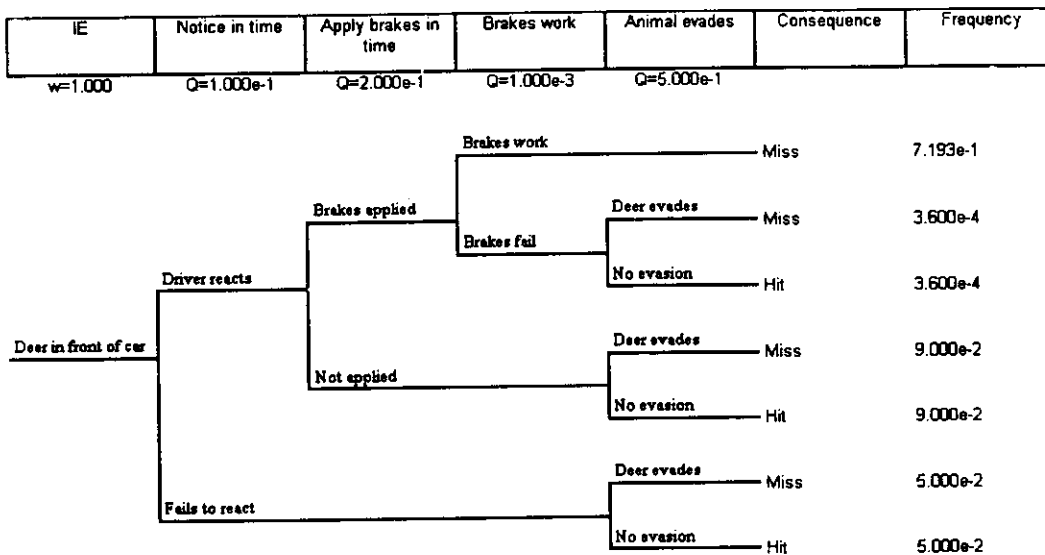 IE Notice in time Apply brakes in time Brakes work Animal evades Consequence Frequency
w=1.000 Q=1.000e-1 Q=2.000e-1 Q=1.000e-3 Q=5.000e-1
Brakes work Miss 7.193e-1
Brakes applied Deer evades Miss 3.600e-4
Brakes fail
No evasion Hit 3.600e-4
Driver reacts
Deer in front of car Deer evades Miss 9.000e-2
Not applied
No evasion Hit 9.000e-2
Deer evades Miss 5.000e-2
Fails to react
No evasion Hit 5.000e-2